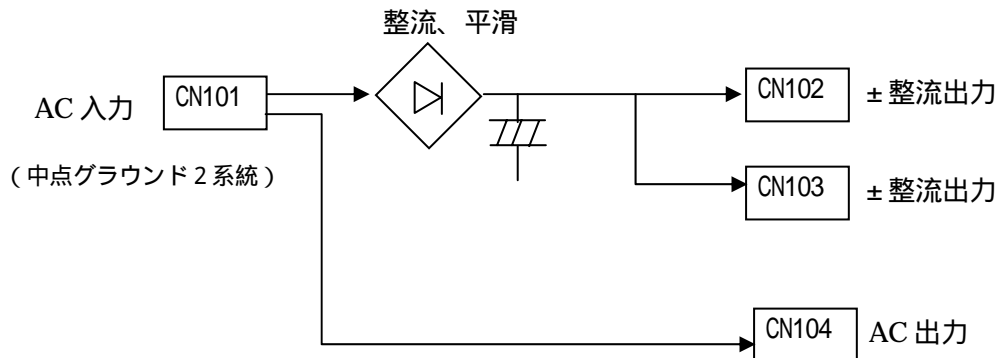 整流、平滑
AC 入力
CN101
CN102
± 整流出力
(中点グラウンド2系統)
CN103
± 整流出力
CN104
AC 出力